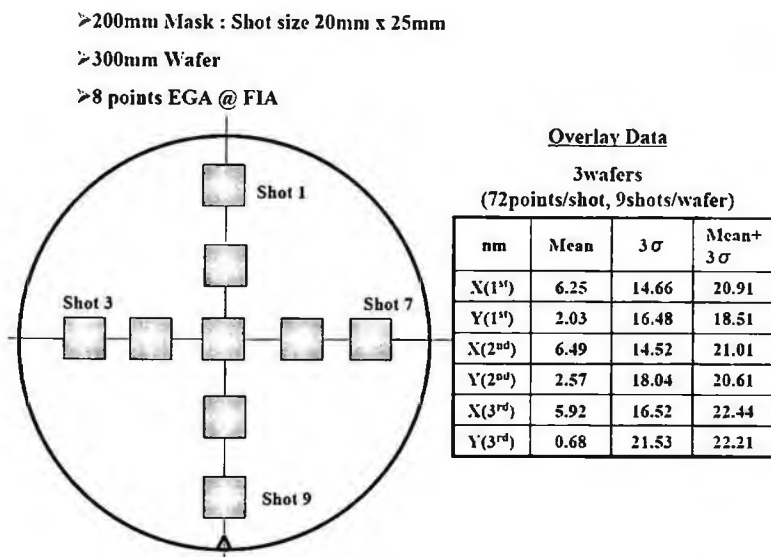 ➢200mm Mask : Shot size 20mm x 25mm
➢300mm Wafer
➢8 points EGA @ FIA
Shot 1
Shot 3
Shot 7
Shot 9
Overlay Data
3wafers
(72points/shot, 9shots/wafer)
nm Mean 3σ Mean+3σ
X(1st) 6.25 14.66 20.91
Y(1st) 2.03 16.48 18.51
X(2nd) 6.49 14.52 21.01
Y(2nd) 2.57 18.04 20.61
X(3rd) 5.92 16.52 22.44
Y(3rd) 0.68 21.53 22.21